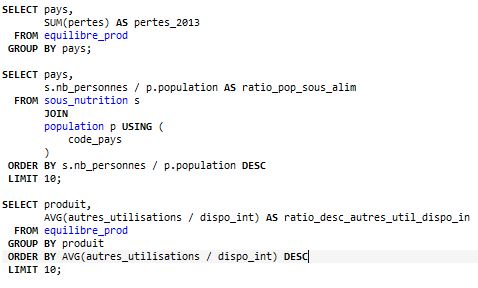 SELECT pays,
SUM(pertes) AS pertes_2013
FROM equilibre_prod
GROUP BY pays;
SELECT pays,
s.nb_personnes / p.population AS ratio_pop_sous_alim
FROM sous_nutrition s
JOIN
population p USING (
code_pays
)
ORDER BY s.nb_personnes / p.population DESC
LIMIT 10;
SELECT produit,
AVG(autres_utilisations / dispo_int) AS ratio_desc_autres_util_dispo_in
FROM equilibre_prod
GROUP BY produit
ORDER BY AVG(autres_utilisations / dispo_int) DESC
LIMIT 10;